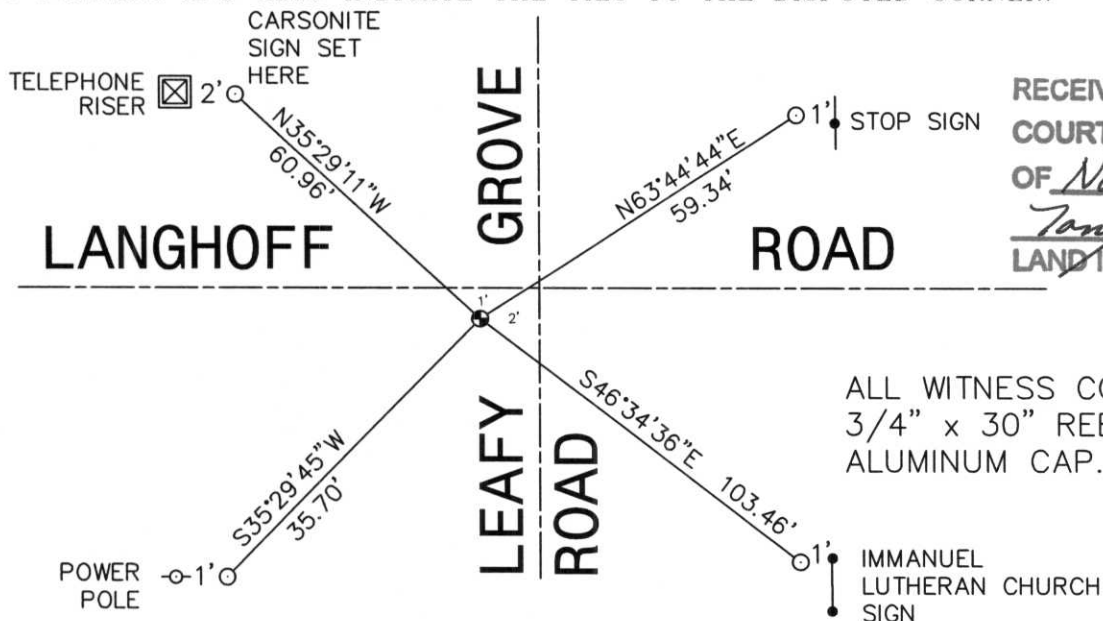 CARSONITE
SIGN SET
HERE
TELEPHONE
RISER
2'
N35°29'11"W
60.96'
GROVE
N63°44'44"E
59.34'
1'
STOP SIGN
RECEIV
COURT
OF
LAND
LANGHOFF
ROAD
1'
2'
S46°34'36"E
103.46'
ALL WITNESS CO
3/4" x 30" REE
ALUMINUM CAP.
LEAFY
ROAD
S35°29'45"W
35.70'
POWER
POLE
1'
1'
IMMANUEL
LUTHERAN CHURCH
SIGN